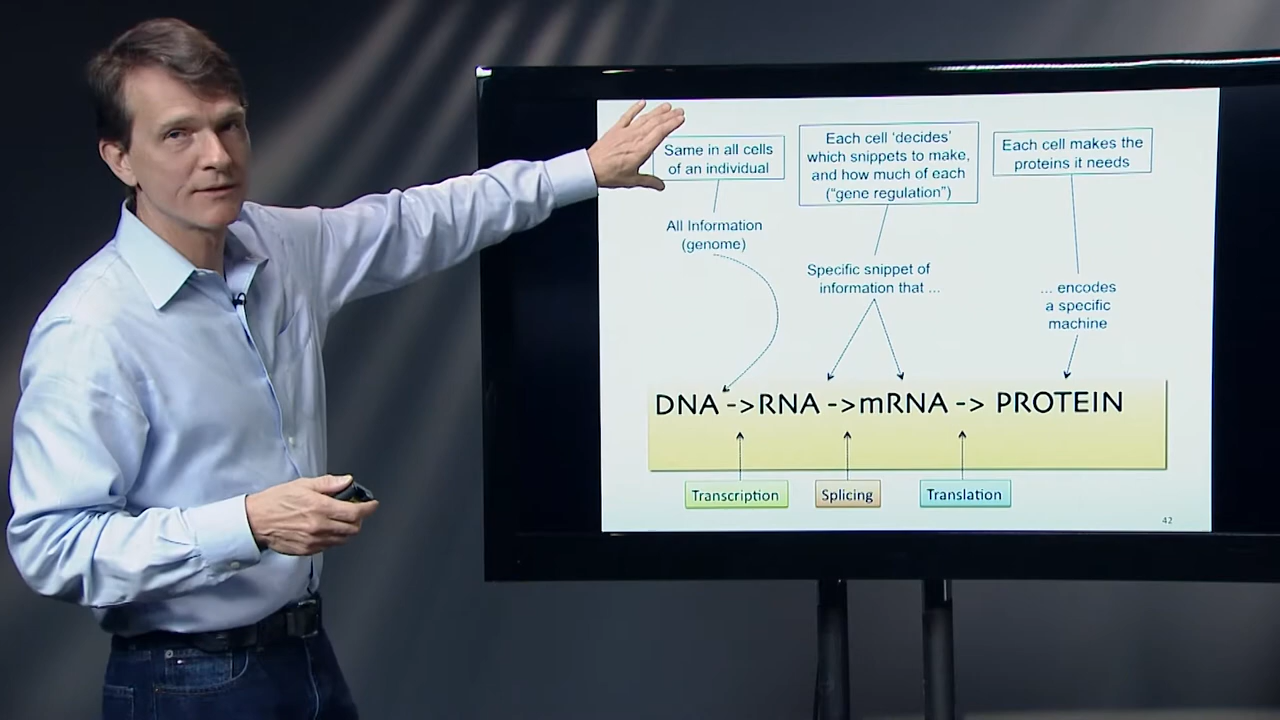 Same in all cells
of an individual
Each cell 'decides'
which snippets to make,
and how much of each
("gene regulation")
Each cell makes the
proteins it needs
All Information
(genome)
Specific snippet of
information that ...
... encodes
a specific
machine
DNA ->RNA ->mRNA -> PROTEIN
Transcription
Splicing
Translation
42